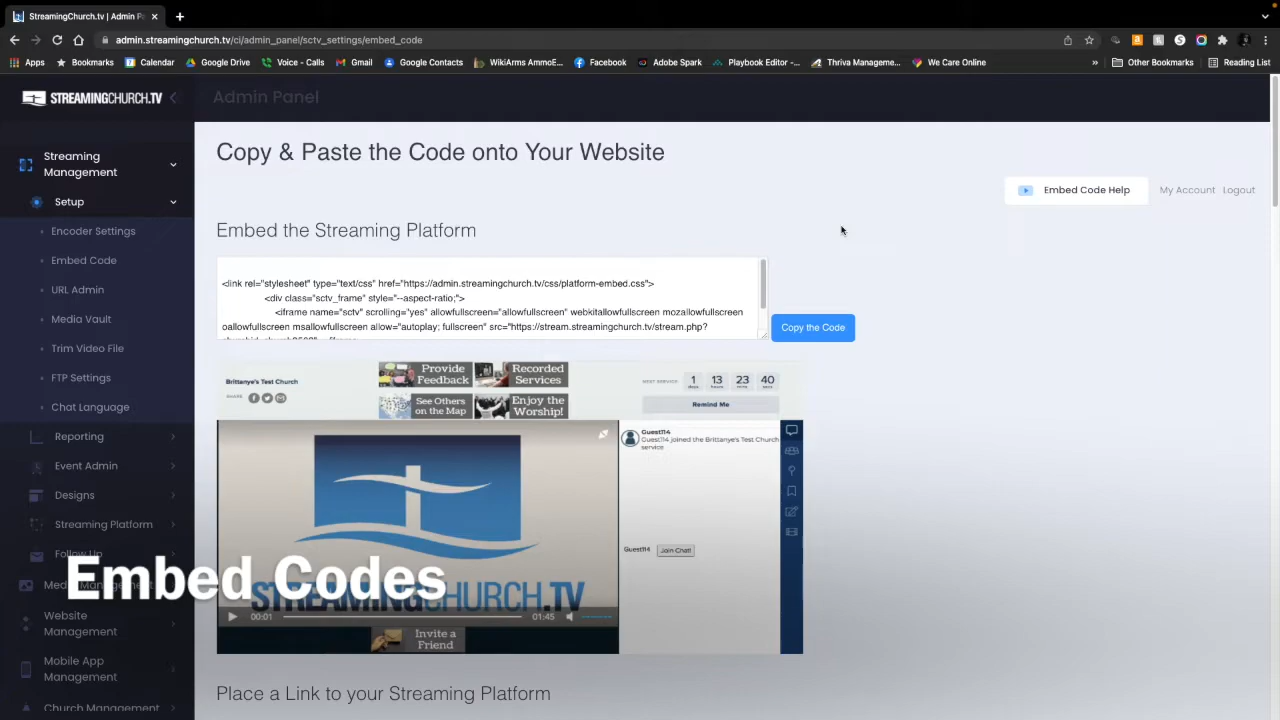 StreamingChurch.tv | Admin P
admin.streamingchurch.tv/ci/admin_panel/sctv_settings/embed_code
Apps
Bookmarks
Calendar
Google Drive
Voice - Calls
Gmail
Google Contacts
WikiArms AmmoE...
Facebook
Adobe Spark
Playbook Editor -...
Thriva Manageme...
We Care Online
»
Other Bookmarks
Reading List
STREAMINGCHURCH.TV
Admin Panel
Streaming
Management
Setup
Encoder Settings
Embed Code
URL Admin
Media Vault
Trim Video File
FTP Settings
Chat Language
Reporting
Event Admin
Designs
Streaming Platform
Follow Up
Website
Management
Mobile App
Management
Church Management
Copy & Paste the Code onto Your Website
Embed Code Help
My Account
Logout
Embed the Streaming Platform
<link rel="stylesheet" type="text/css" href="https://admin.streamingchurch.tv/css/platform-embed.css">
<div class="sctv_frame" style="--aspect-ratio;">
<iframe name="sctv" scrolling="yes" allowfullscreen="allowfullscreen" webkitallowfullscreen mozallowfullscreen
oallowfullscreen msallowfullscreen allow="autoplay; fullscreen" src="https://stream.streamingchurch.tv/stream.php?
Copy the Code
Brittanye's Test Church
SHARE
Provide
Feedback
Recorded
Services
See Others
on the Map
Enjoy the
Worship!
NEXT SERVICE
1 13 23 40
days hours mins secs
Remind Me
Guest114
Guest114 joined the Brittanye's Test Church
service
Guest114
Join Chat!
STREAMINGCHURCH.TV
00:01
01:45
Invite a
Friend
Embed Codes
Place a Link to your Streaming Platform